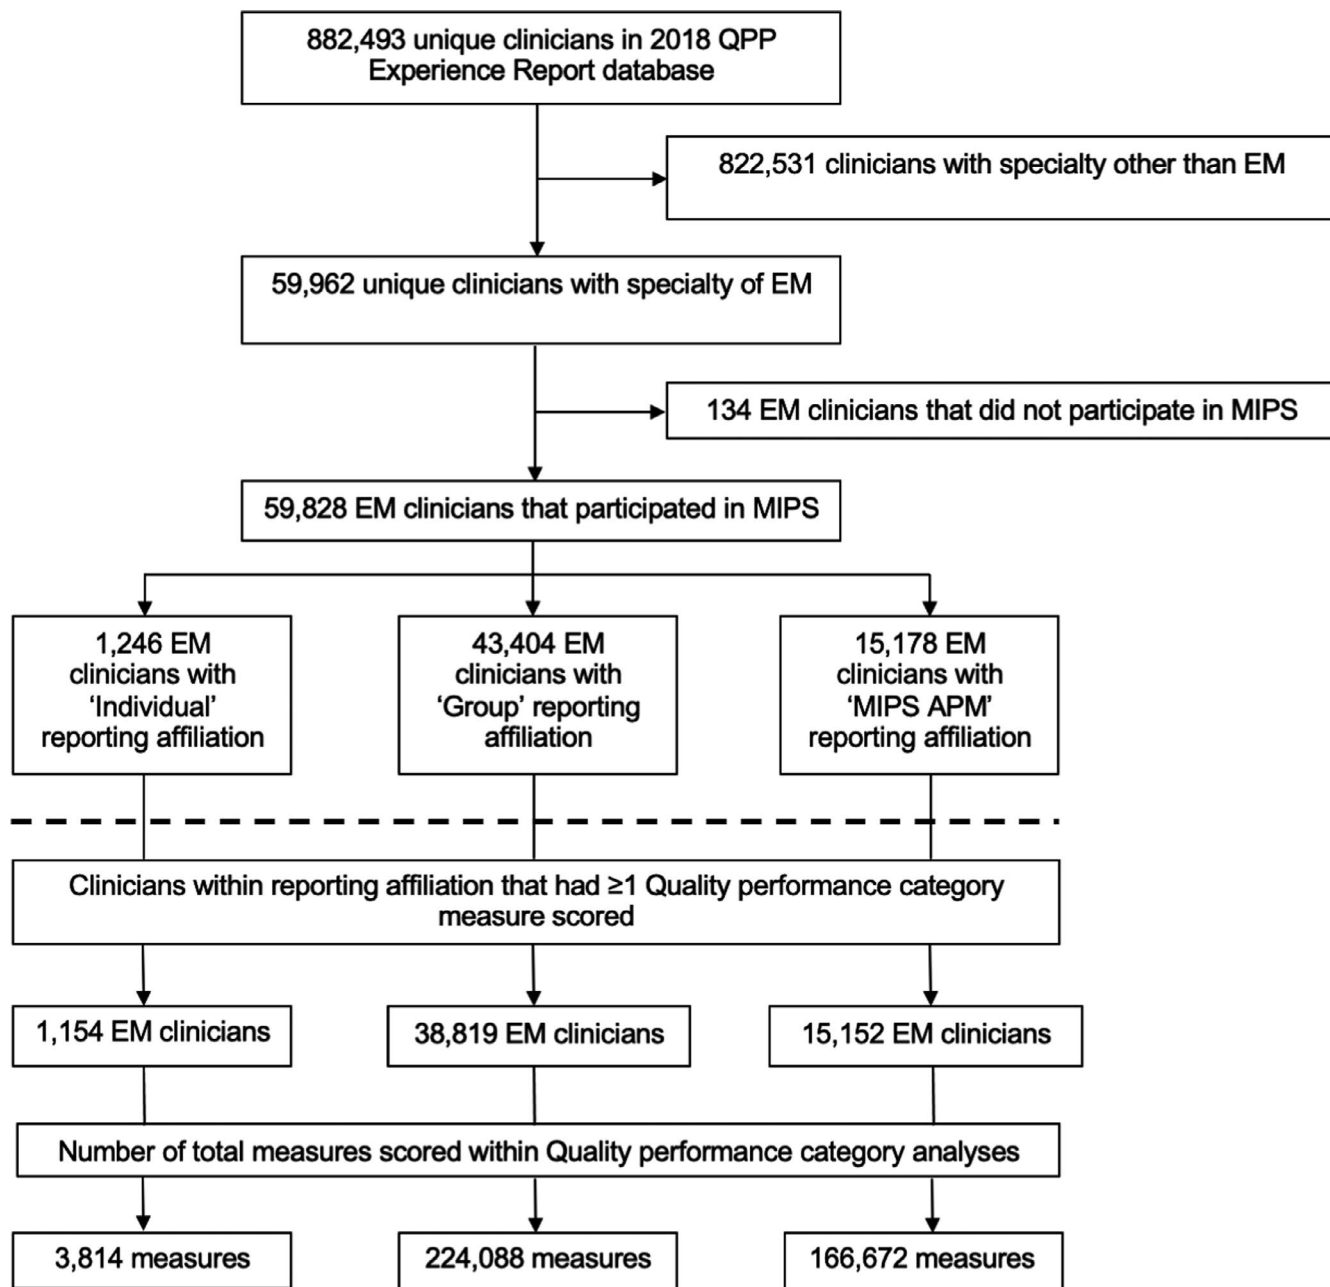 882,493 unique clinicians in 2018 QPP
Experience Report database
822,531 clinicians with specialty other than EM
59,962 unique clinicians with specialty of EM
134 EM clinicians that did not participate in MIPS
59,828 EM clinicians that participated in MIPS
1,246 EM
clinicians with
‘Individual’
reporting affiliation
43,404 EM
clinicians with
‘Group’ reporting
affiliation
15,178 EM
clinicians with
‘MIPS APM’
reporting affiliation
Clinicians within reporting affiliation that had ≥1 Quality performance category
measure scored
1,154 EM clinicians
38,819 EM clinicians
15,152 EM clinicians
Number of total measures scored within Quality performance category analyses
3,814 measures
224,088 measures
166,672 measures